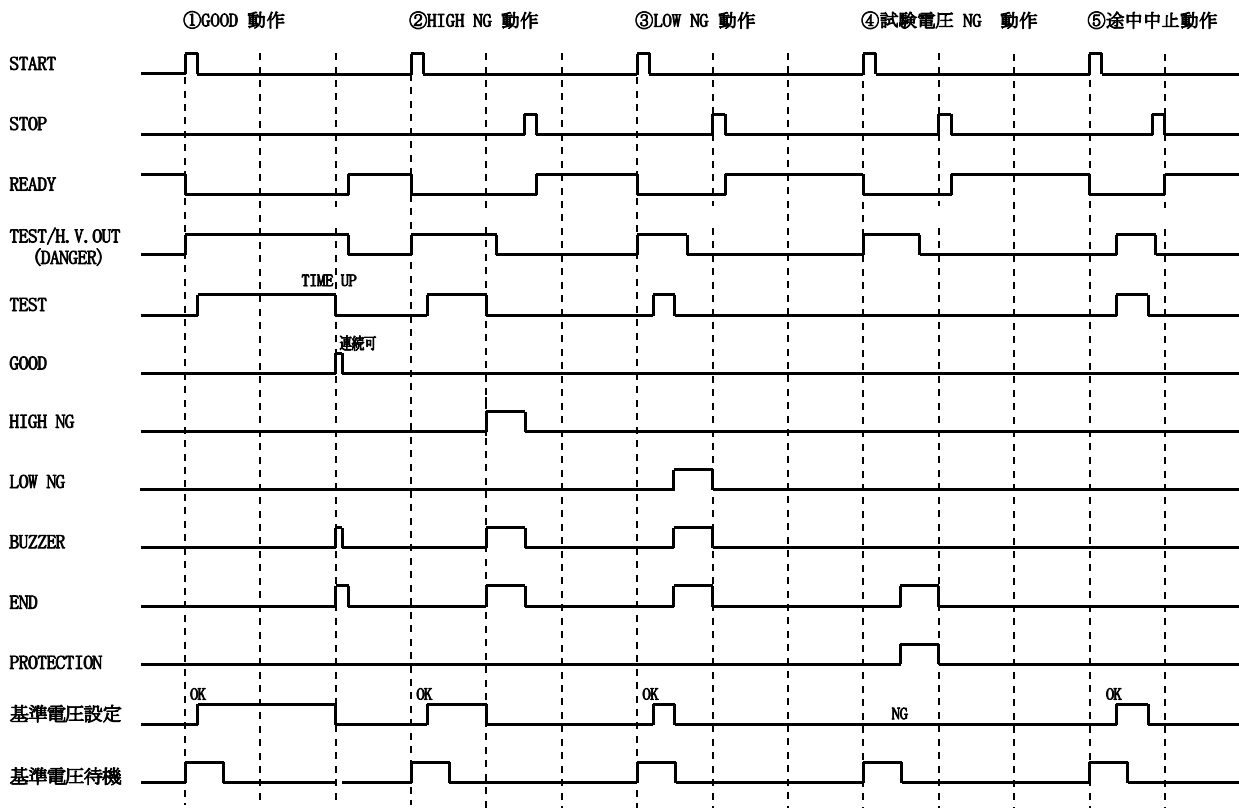 ①GOOD 動作
②HIGH NG 動作
③LOW NG 動作
④試験電圧 NG 動作
⑤途中中止動作
START
STOP
READY
TEST/H.V.OUT
(DANGER)
TIME UP
TEST
連続可
GOOD
HIGH NG
LOW NG
BUZZER
END
PROTECTION
OK
OK
OK
OK
基準電圧設定
NG
基準電圧待機